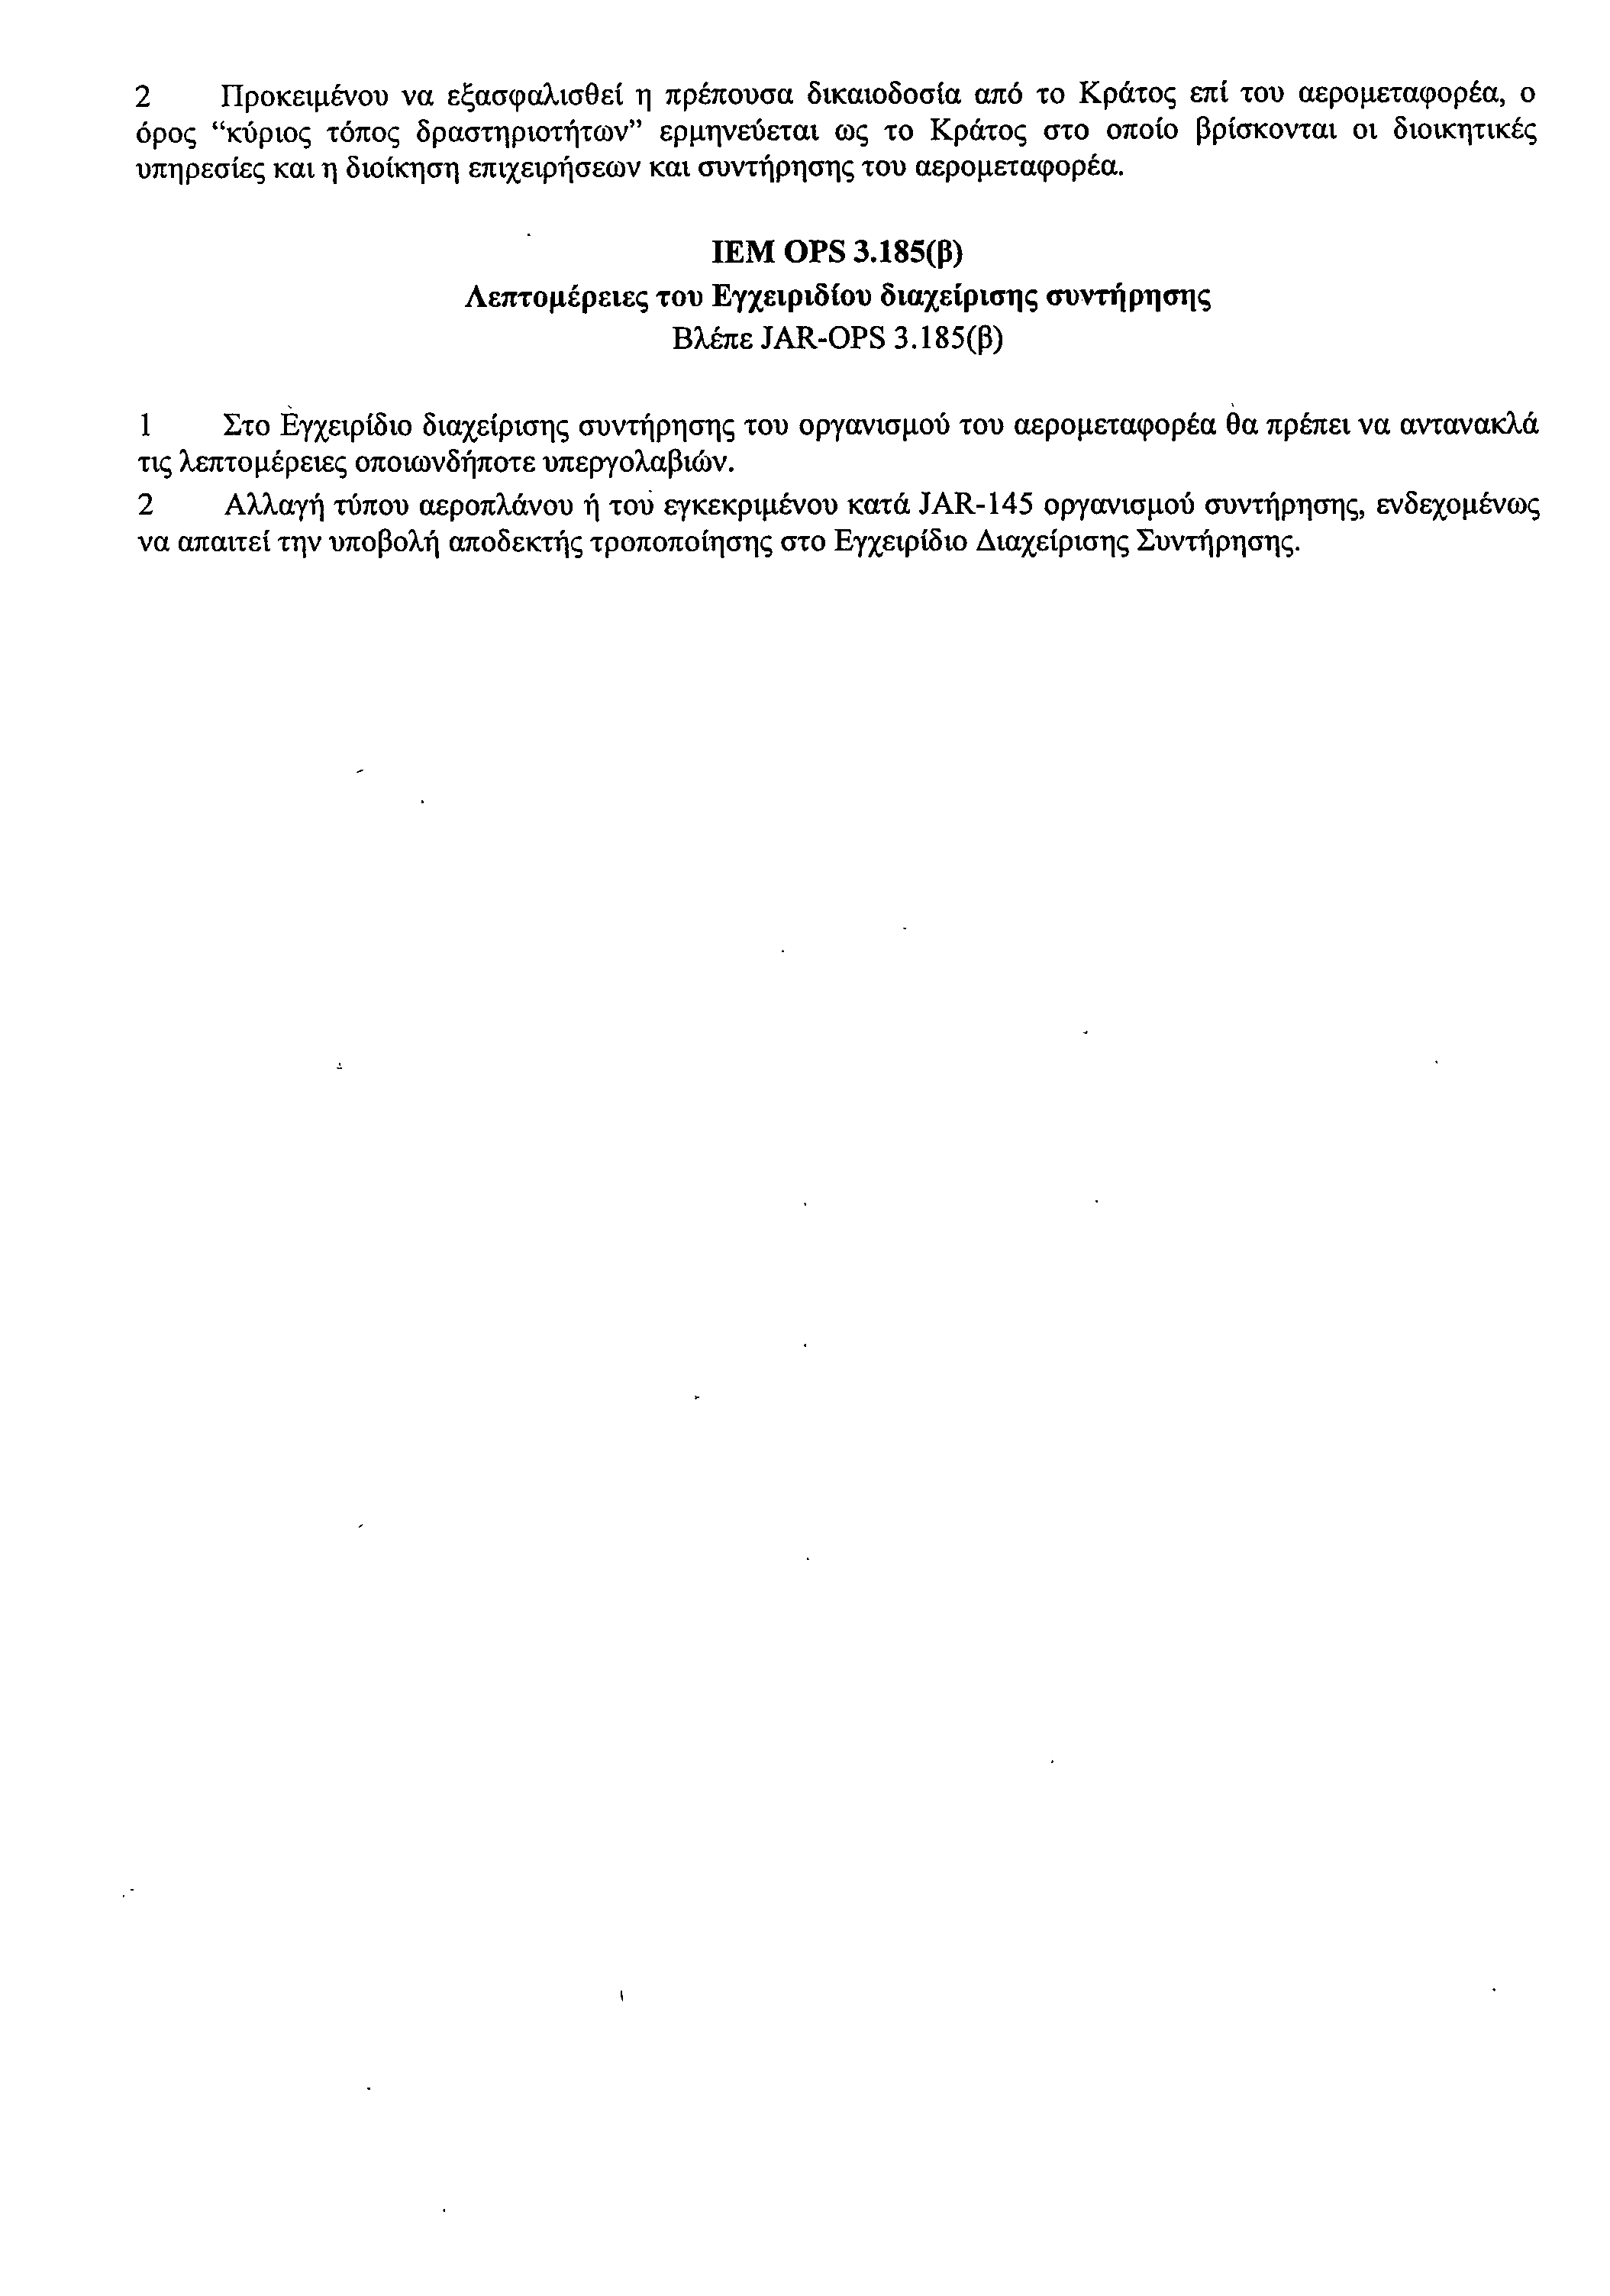 2 Προκειμένου να εξασφαλισθεί η πρέπουσα δικαιοδοσία από το Κράτος επί του αερομεταφορέα, ο
όρος “κύριος τόπος δραστηριοτήτων” ερμηνεύεται ως το Κράτος στο οποίο βρίσκονται οι διοικητικές
υπηρεσίες και η διοίκηση επιχειρήσεων και συντήρησης του αερομεταφορέα.
IEM OPS 3.185(β)
Λεπτομέρειες του Εγχειριδίου διαχείρισης συντήρησης
Βλέπε JAR-OPS 3.185(β)
1 Στο Εγχειρίδιο διαχείρισης συντήρησης του οργανισμού του αερομεταφορέα θα πρέπει να αντανακλά
τις λεπτομέρειες οποιωνδήποτε υπεργολαβιών.
2 Αλλαγή τύπου αεροπλάνου ή του εγκεκριμένου κατά JAR-145 οργανισμού συντήρησης, ενδεχομένως
να απαιτεί την υποβολή αποδεκτής τροποποίησης στο Εγχειρίδιο Διαχείρισης Συντήρησης.